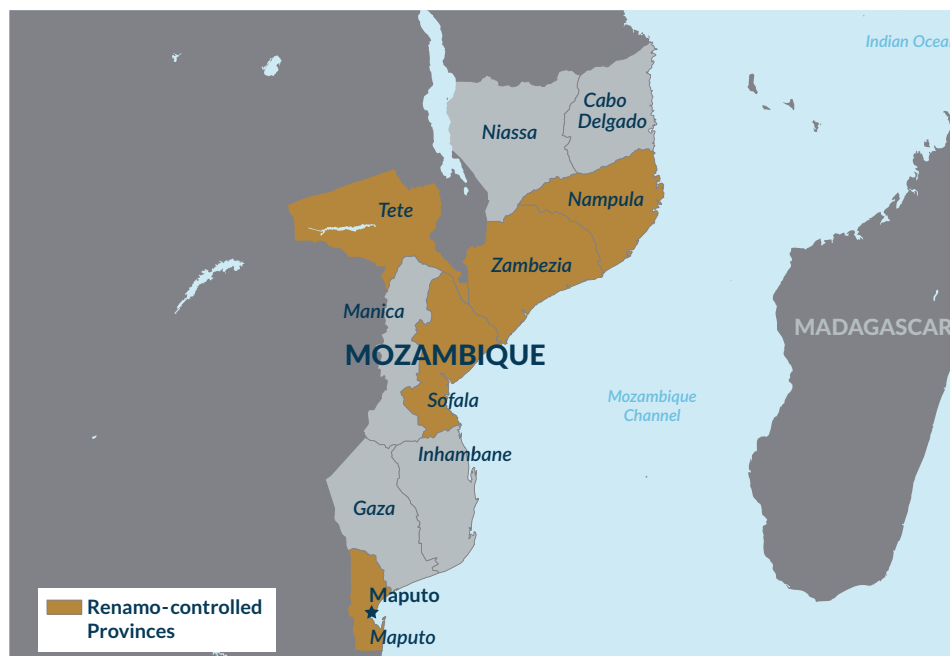 Indian Ocea
Cabo
Delgado
Niassa
Nampula
Tete
Zambezia
Manica
MADAGASCAR
MOZAMBIQUE
Mozambique
Channel
Sofala
Inhambane
Gaza
Maputo
Renamo-controlled
Provinces
Maputo